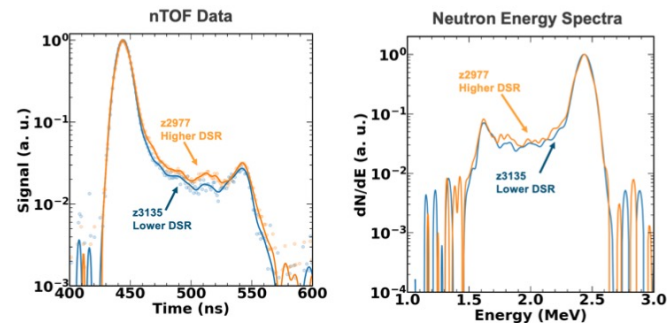 nTOF Data
Signal (a. u.)
10⁰
10⁻¹
10⁻²
10⁻³
z2977
Higher DSR
z3135
Lower DSR
400 450 500 550 600
Time (ns)
Neutron Energy Spectra
dN/dE (a. u.)
10⁰
10⁻¹
10⁻²
10⁻³
10⁻⁴
z2977
Higher DSR
z3135
Lower DSR
1.0 1.5 2.0 2.5 3.0
Energy (MeV)